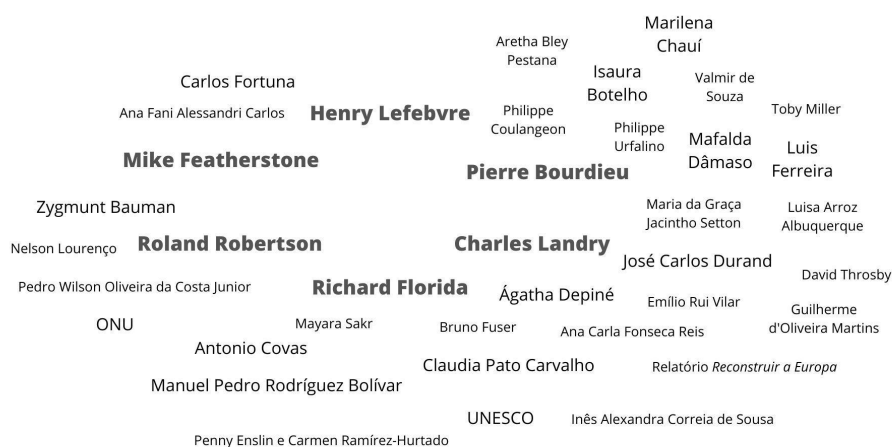 Marilena
Chauí
Aretha Bley
Pestana
Isaura
Botelho
Valmir de
Souza
Carlos Fortuna
Ana Fani Alessandri Carlos
Henry Lefebvre
Philippe
Coulangeon
Toby Miller
Philippe
Urfalino
Mafalda
Dâmaso
Luis
Ferreira
Mike Featherstone
Pierre Bourdieu
Zygmunt Bauman
Maria da Graça
Jacintho Setton
Luisa Arroz
Albuquerque
Nelson Lourenço
Roland Robertson
Charles Landry
José Carlos Durand
David Throsby
Pedro Wilson Oliveira da Costa Junior
Richard Florida
Ágatha Depiné
Emílio Rui Vilar
Guilherme
d'Oliveira Martins
ONU
Mayara Sakr
Bruno Fuser
Ana Carla Fonseca Reis
Antonio Covas
Claudia Pato Carvalho
Relatório Reconstruir a Europa
Manuel Pedro Rodríguez Bolívar
UNESCO
Inês Alexandra Correia de Sousa
Penny Enslin e Carmen Ramírez-Hurtado